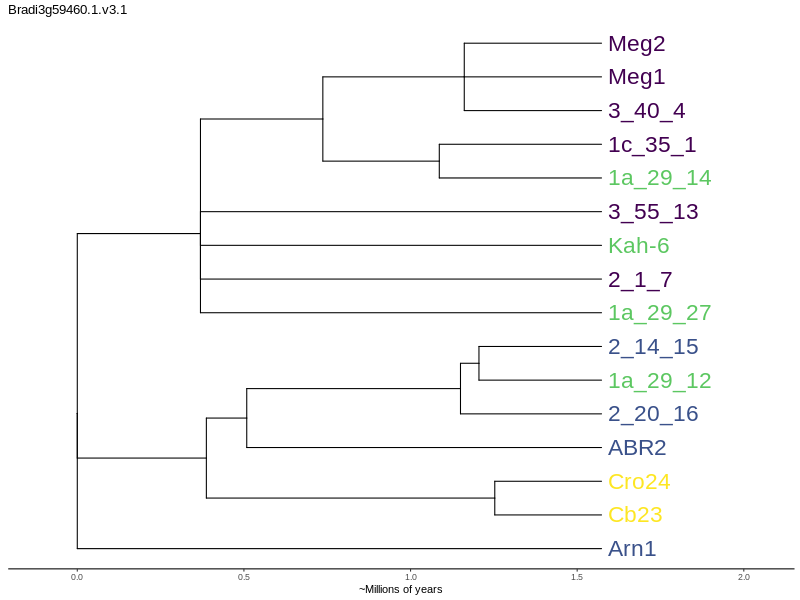 Bradi3g59460.1.v3.1
Meg2
Meg1
3_40_4
1c_35_1
1a_29_14
3_55_13
Kah-6
2_1_7
1a_29_27
2_14_15
1a_29_12
2_20_16
ABR2
Cro24
Cb23
Arn1
0.0 0.5 1.0 1.5 2.0
~Millions of years